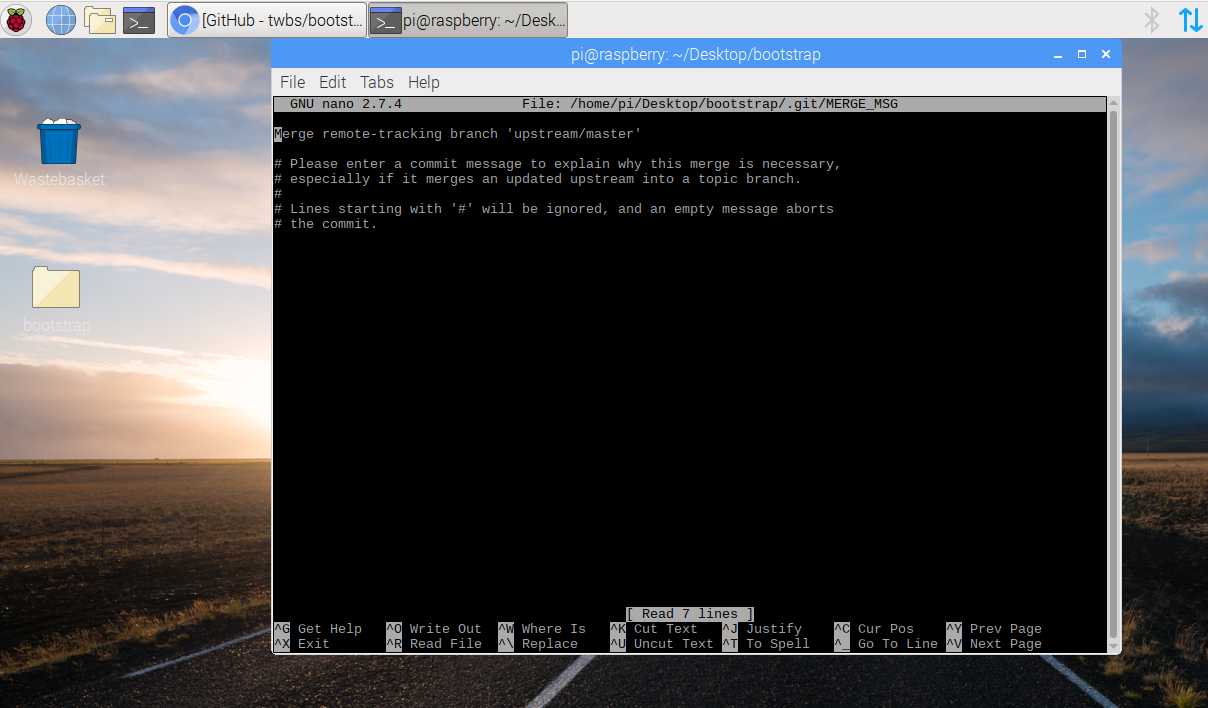 [GitHub - twbs/bootst...
pi@raspberry: ~/Desk...
pi@raspberry: ~/Desktop/bootstrap
File Edit Tabs Help
GNU nano 2.7.4 File: /home/pi/Desktop/bootstrap/.git/MERGE_MSG
Merge remote-tracking branch 'upstream/master'
# Please enter a commit message to explain why this merge is necessary,
# especially if it merges an updated upstream into a topic branch.
#
# Lines starting with '#' will be ignored, and an empty message aborts
# the commit.
[ Read 7 lines ]
^G Get Help ^O Write Out ^W Where Is ^K Cut Text ^J Justify ^C Cur Pos ^Y Prev Page
^X Exit ^R Read File ^\ Replace ^U Uncut Text ^T To Spell ^_ Go To Line ^V Next Page
Wastebasket
bootstrap